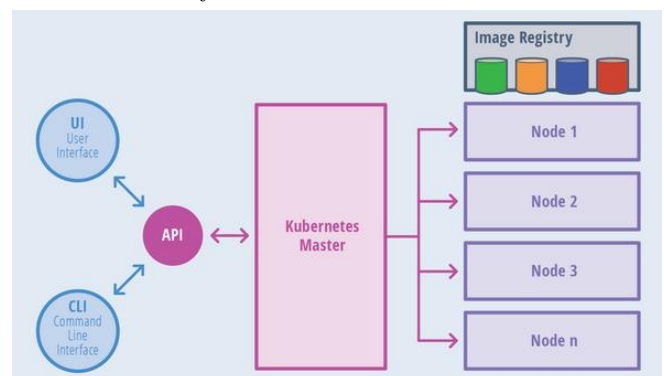 Image Registry
UI
User
Interface
Node 1
Node 2
API
Kubernetes
Master
Node 3
CLI
Command
Line
Interface
Node n